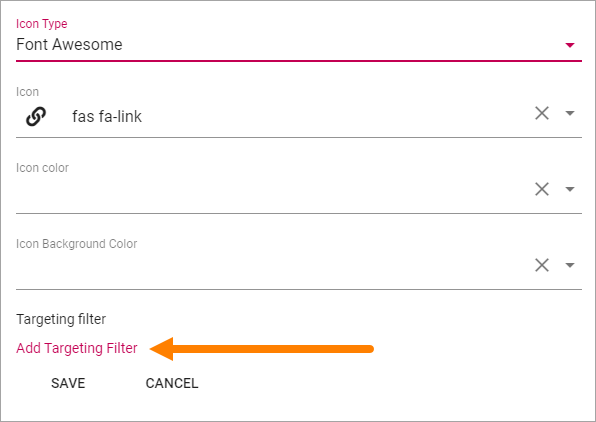 Icon Type
Font Awesome
Icon
fas fa-link
Icon color
Icon Background Color
Targeting filter
Add Targeting Filter
SAVE CANCEL